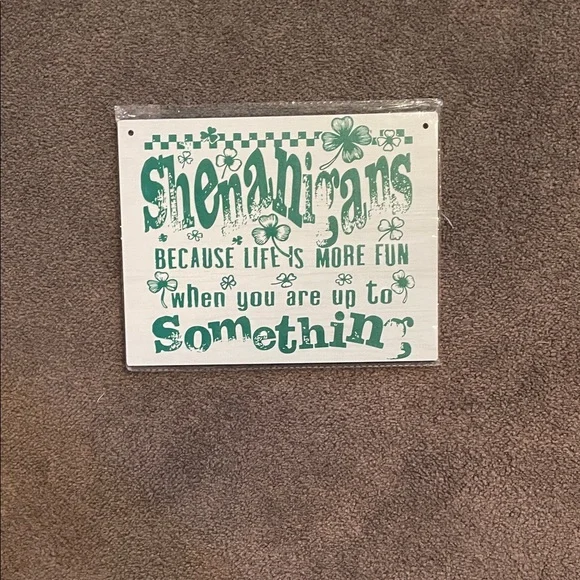 Shenanigans
BECAUSE LIFE IS MORE FUN
when you are up to
Something